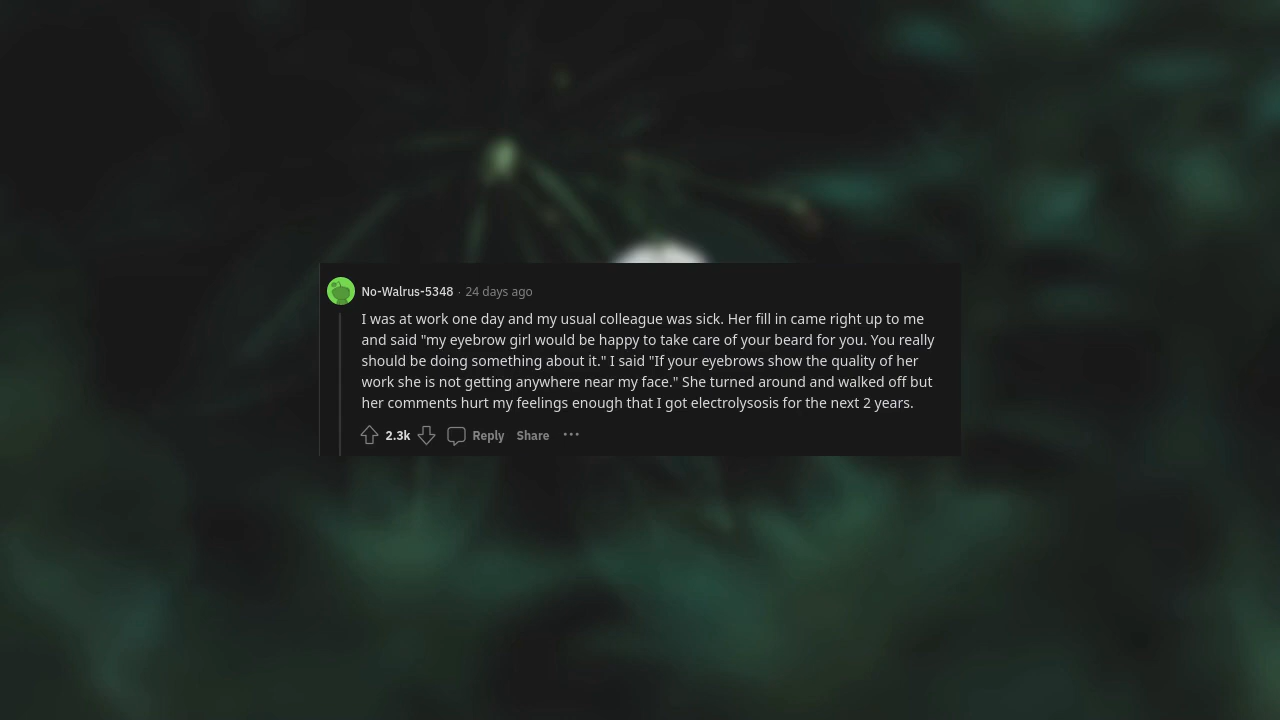 No-Walrus-5348 · 24 days ago
I was at work one day and my usual colleague was sick. Her fill in came right up to me
and said "my eyebrow girl would be happy to take care of your beard for you. You really
should be doing something about it." I said "If your eyebrows show the quality of her
work she is not getting anywhere near my face." She turned around and walked off but
her comments hurt my feelings enough that I got electrolysosis for the next 2 years.
2.3k Reply Share ···